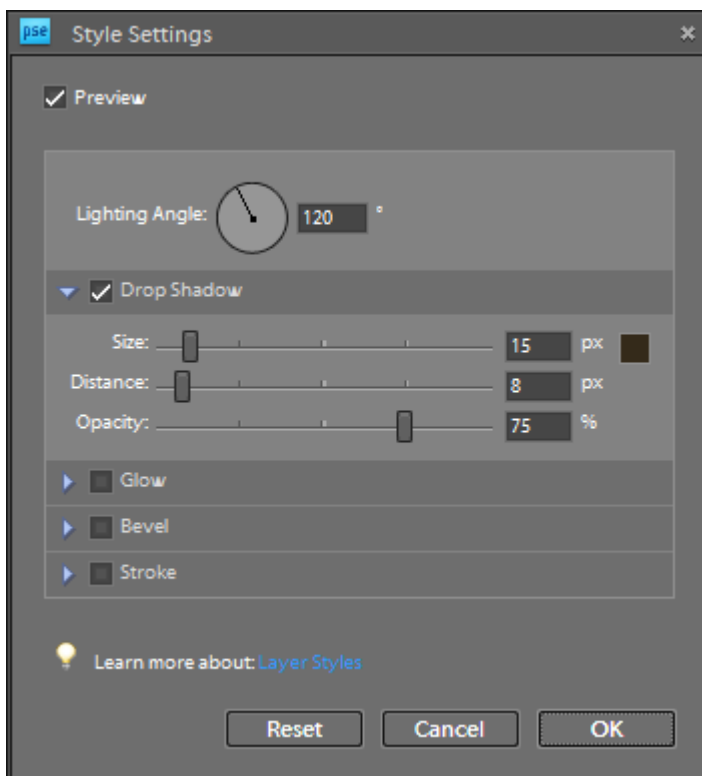 pse Style Settings
Preview
Lighting Angle: 120 °
Drop Shadow
Size: 15 px
Distance: 8 px
Opacity: 75 %
Glow
Bevel
Stroke
Learn more about: Layer Styles
Reset Cancel OK